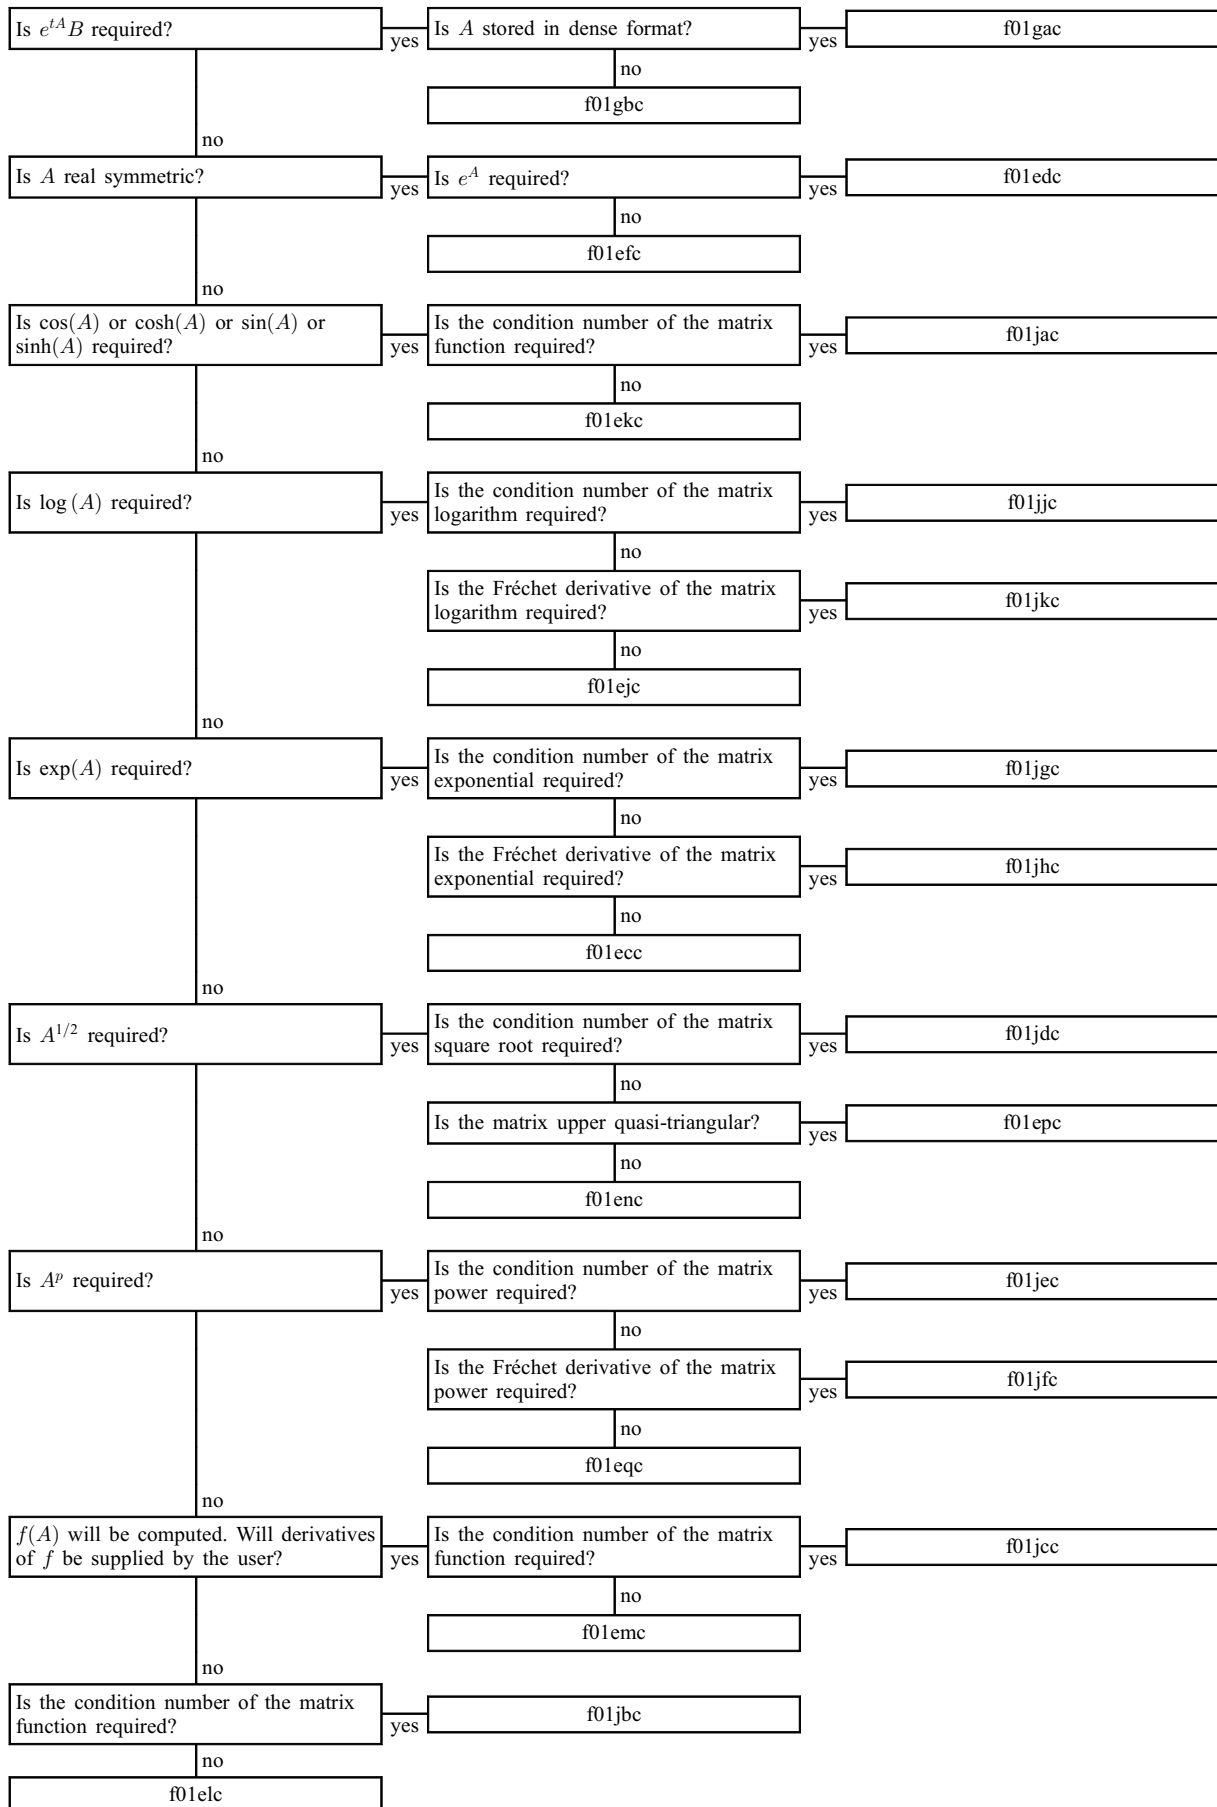 Is e^{tA}B required?
yes
Is A stored in dense format?
yes
f01gac
no
f01gbc
no
Is A real symmetric?
yes
Is e^A required?
yes
f01edc
no
f01efc
no
Is cos(A) or cosh(A) or sin(A) or
sinh(A) required?
yes
Is the condition number of the matrix
function required?
yes
f01jac
no
f01ekc
no
Is log (A) required?
yes
Is the condition number of the matrix
logarithm required?
yes
f01jjc
no
Is the Fréchet derivative of the matrix
logarithm required?
yes
f01jkc
no
f01ejc
no
Is exp(A) required?
yes
Is the condition number of the matrix
exponential required?
yes
f01jgc
no
Is the Fréchet derivative of the matrix
exponential required?
yes
f01jhc
no
f01ecc
no
Is A^{1/2} required?
yes
Is the condition number of the matrix
square root required?
yes
f01jdc
no
Is the matrix upper quasi-triangular?
yes
f01epc
no
f01enc
no
Is A^p required?
yes
Is the condition number of the matrix
power required?
yes
f01jec
no
Is the Fréchet derivative of the matrix
power required?
yes
f01jfc
no
f01eqc
no
f(A) will be computed. Will derivatives
of f be supplied by the user?
yes
Is the condition number of the matrix
function required?
yes
f01jcc
no
f01emc
no
Is the condition number of the matrix
function required?
yes
f01jbc
no
f01elc